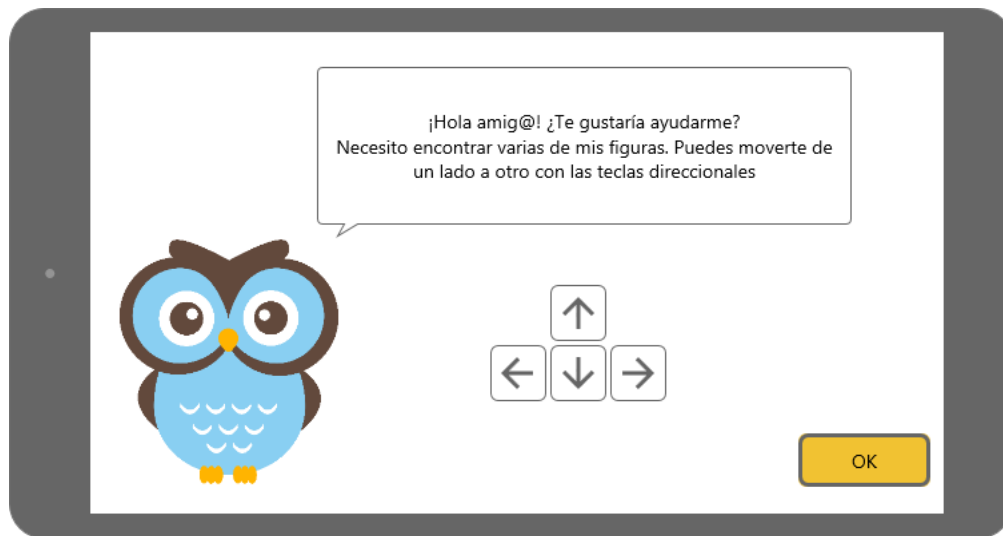 ¡Hola amig@! ¿Te gustaría ayudarme?
Necesito encontrar varias de mis figuras. Puedes moverte de
un lado a otro con las teclas direccionales
OK